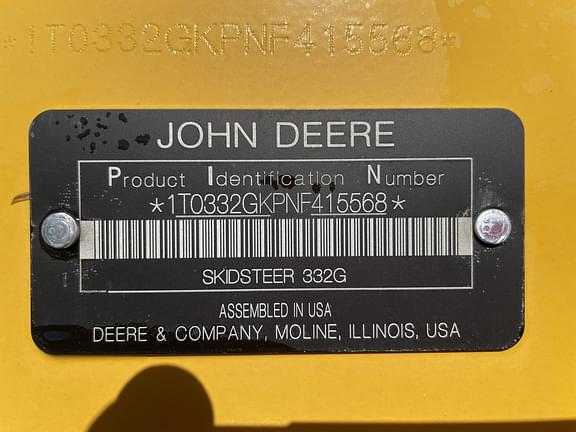 *1T0332GKPNF415568*
JOHN DEERE
Product Identification Number
*1T0332GKPNF415568*
SKIDSTEER 332G
ASSEMBLED IN USA
DEERE & COMPANY, MOLINE, ILLINOIS, USA